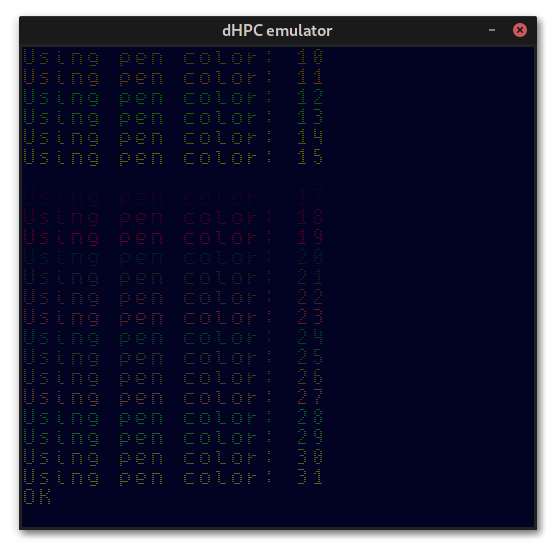 dHPC emulator
Using pen color: 10
Using pen color: 11
Using pen color: 12
Using pen color: 13
Using pen color: 14
Using pen color: 15
Using pen color: 17
Using pen color: 18
Using pen color: 19
Using pen color: 20
Using pen color: 21
Using pen color: 22
Using pen color: 23
Using pen color: 24
Using pen color: 25
Using pen color: 26
Using pen color: 27
Using pen color: 28
Using pen color: 29
Using pen color: 30
Using pen color: 31
OK